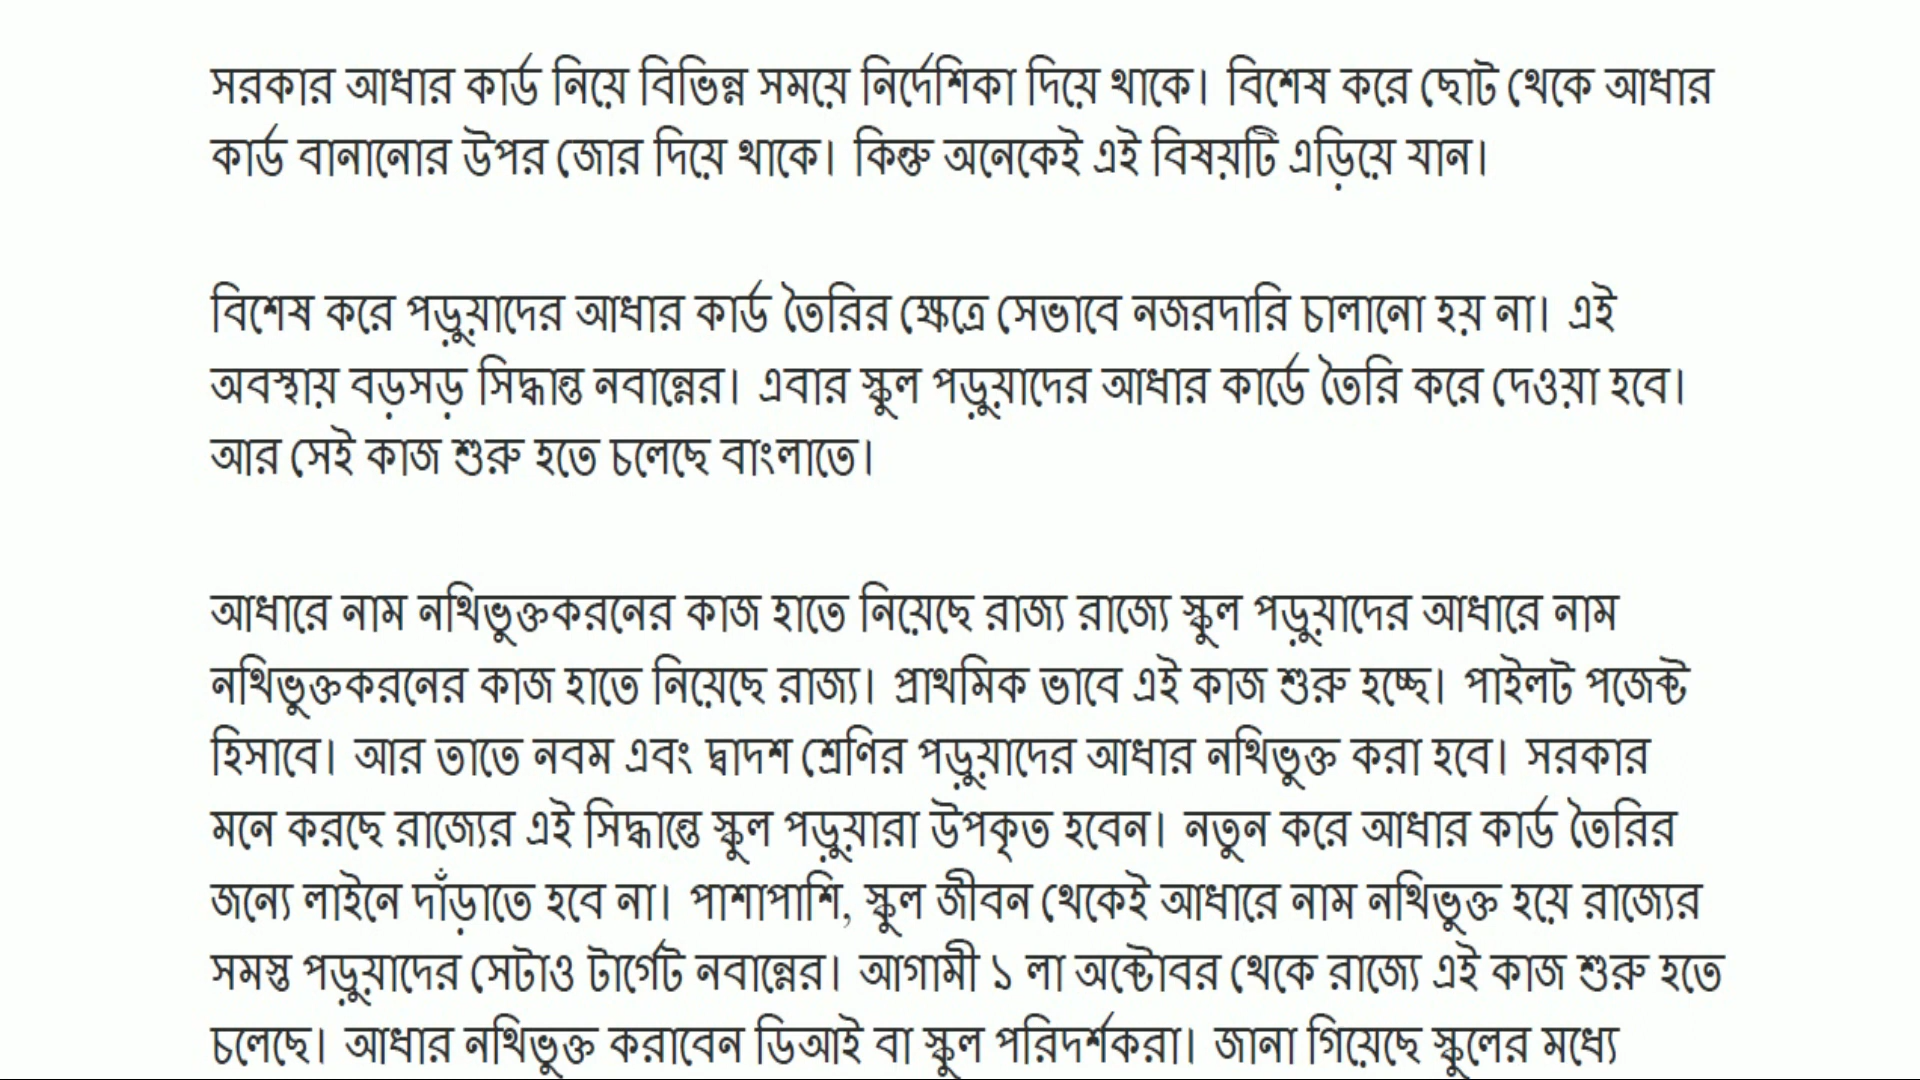 সরকার আধার কার্ড নিয়ে বিভিন্ন সময়ে নির্দেশিকা দিয়ে থাকে। বিশেষ করে ছোট থেকে আধার
কার্ড বানানোর উপর জোর দিয়ে থাকে। কিন্তু অনেকেই এই বিষয়টি এড়িয়ে যান।
বিশেষ করে পড়ুয়াদের আধার কার্ড তৈরির ক্ষেত্রে সেভাবে নজরদারি চালানো হয় না। এই
অবস্থায় বড়সড় সিদ্ধান্ত নবান্নের। এবার স্কুল পড়ুয়াদের আধার কার্ডে তৈরি করে দেওয়া হবে।
আর সেই কাজ শুরু হতে চলেছে বাংলাতে।
আধারে নাম নথিভুক্তকরনের কাজ হাতে নিয়েছে রাজ্য রাজ্যে স্কুল পড়ুয়াদের আধারে নাম
নথিভুক্তকরনের কাজ হাতে নিয়েছে রাজ্য। প্রাথমিক ভাবে এই কাজ শুরু হচ্ছে। পাইলট পজেক্ট
হিসাবে। আর তাতে নবম এবং দ্বাদশ শ্রেণির পড়ুয়াদের আধার নথিভুক্ত করা হবে। সরকার
মনে করছে রাজ্যের এই সিদ্ধান্তে স্কুল পড়ুয়ারা উপকৃত হবেন। নতুন করে আধার কার্ড তৈরির
জন্যে লাইনে দাঁড়াতে হবে না। পাশাপাশি, স্কুল জীবন থেকেই আধারে নাম নথিভুক্ত হয়ে রাজ্যের
সমস্ত পড়ুয়াদের সেটাও টার্গেট নবান্নের। আগামী ১ লা অক্টোবর থেকে রাজ্যে এই কাজ শুরু হতে
চলেছে। আধার নথিভুক্ত করাবেন ডিআই বা স্কুল পরিদর্শকরা। জানা গিয়েছে স্কুলের মধ্যে